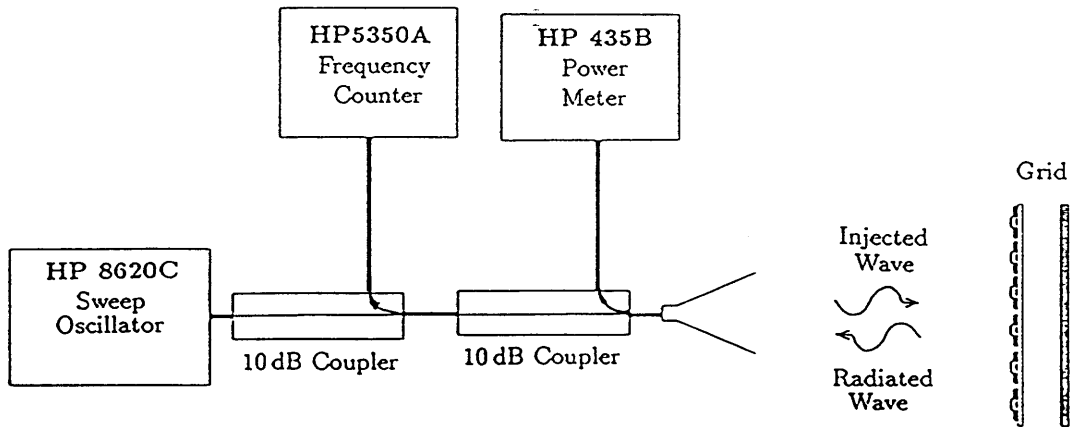 HP5350A
Frequency
Counter
HP 435B
Power
Meter
Grid
HP 8620C
Sweep
Oscillator
10 dB Coupler
10 dB Coupler
Injected
Wave
Radiated
Wave